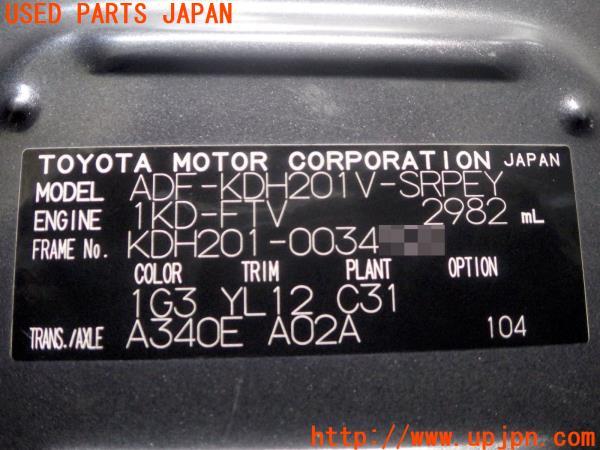 USED PARTS JAPAN
TOYOTA MOTOR CORPORATION JAPAN
MODEL ADF-KDH201V-SRPEY
ENGINE 1KD-FTV 2982 mL
FRAME No. KDH201-0034
COLOR TRIM PLANT OPTION
1G3 YL12 C31
TRANS./AXLE A340E A02A 104
http://www.upjpn.com